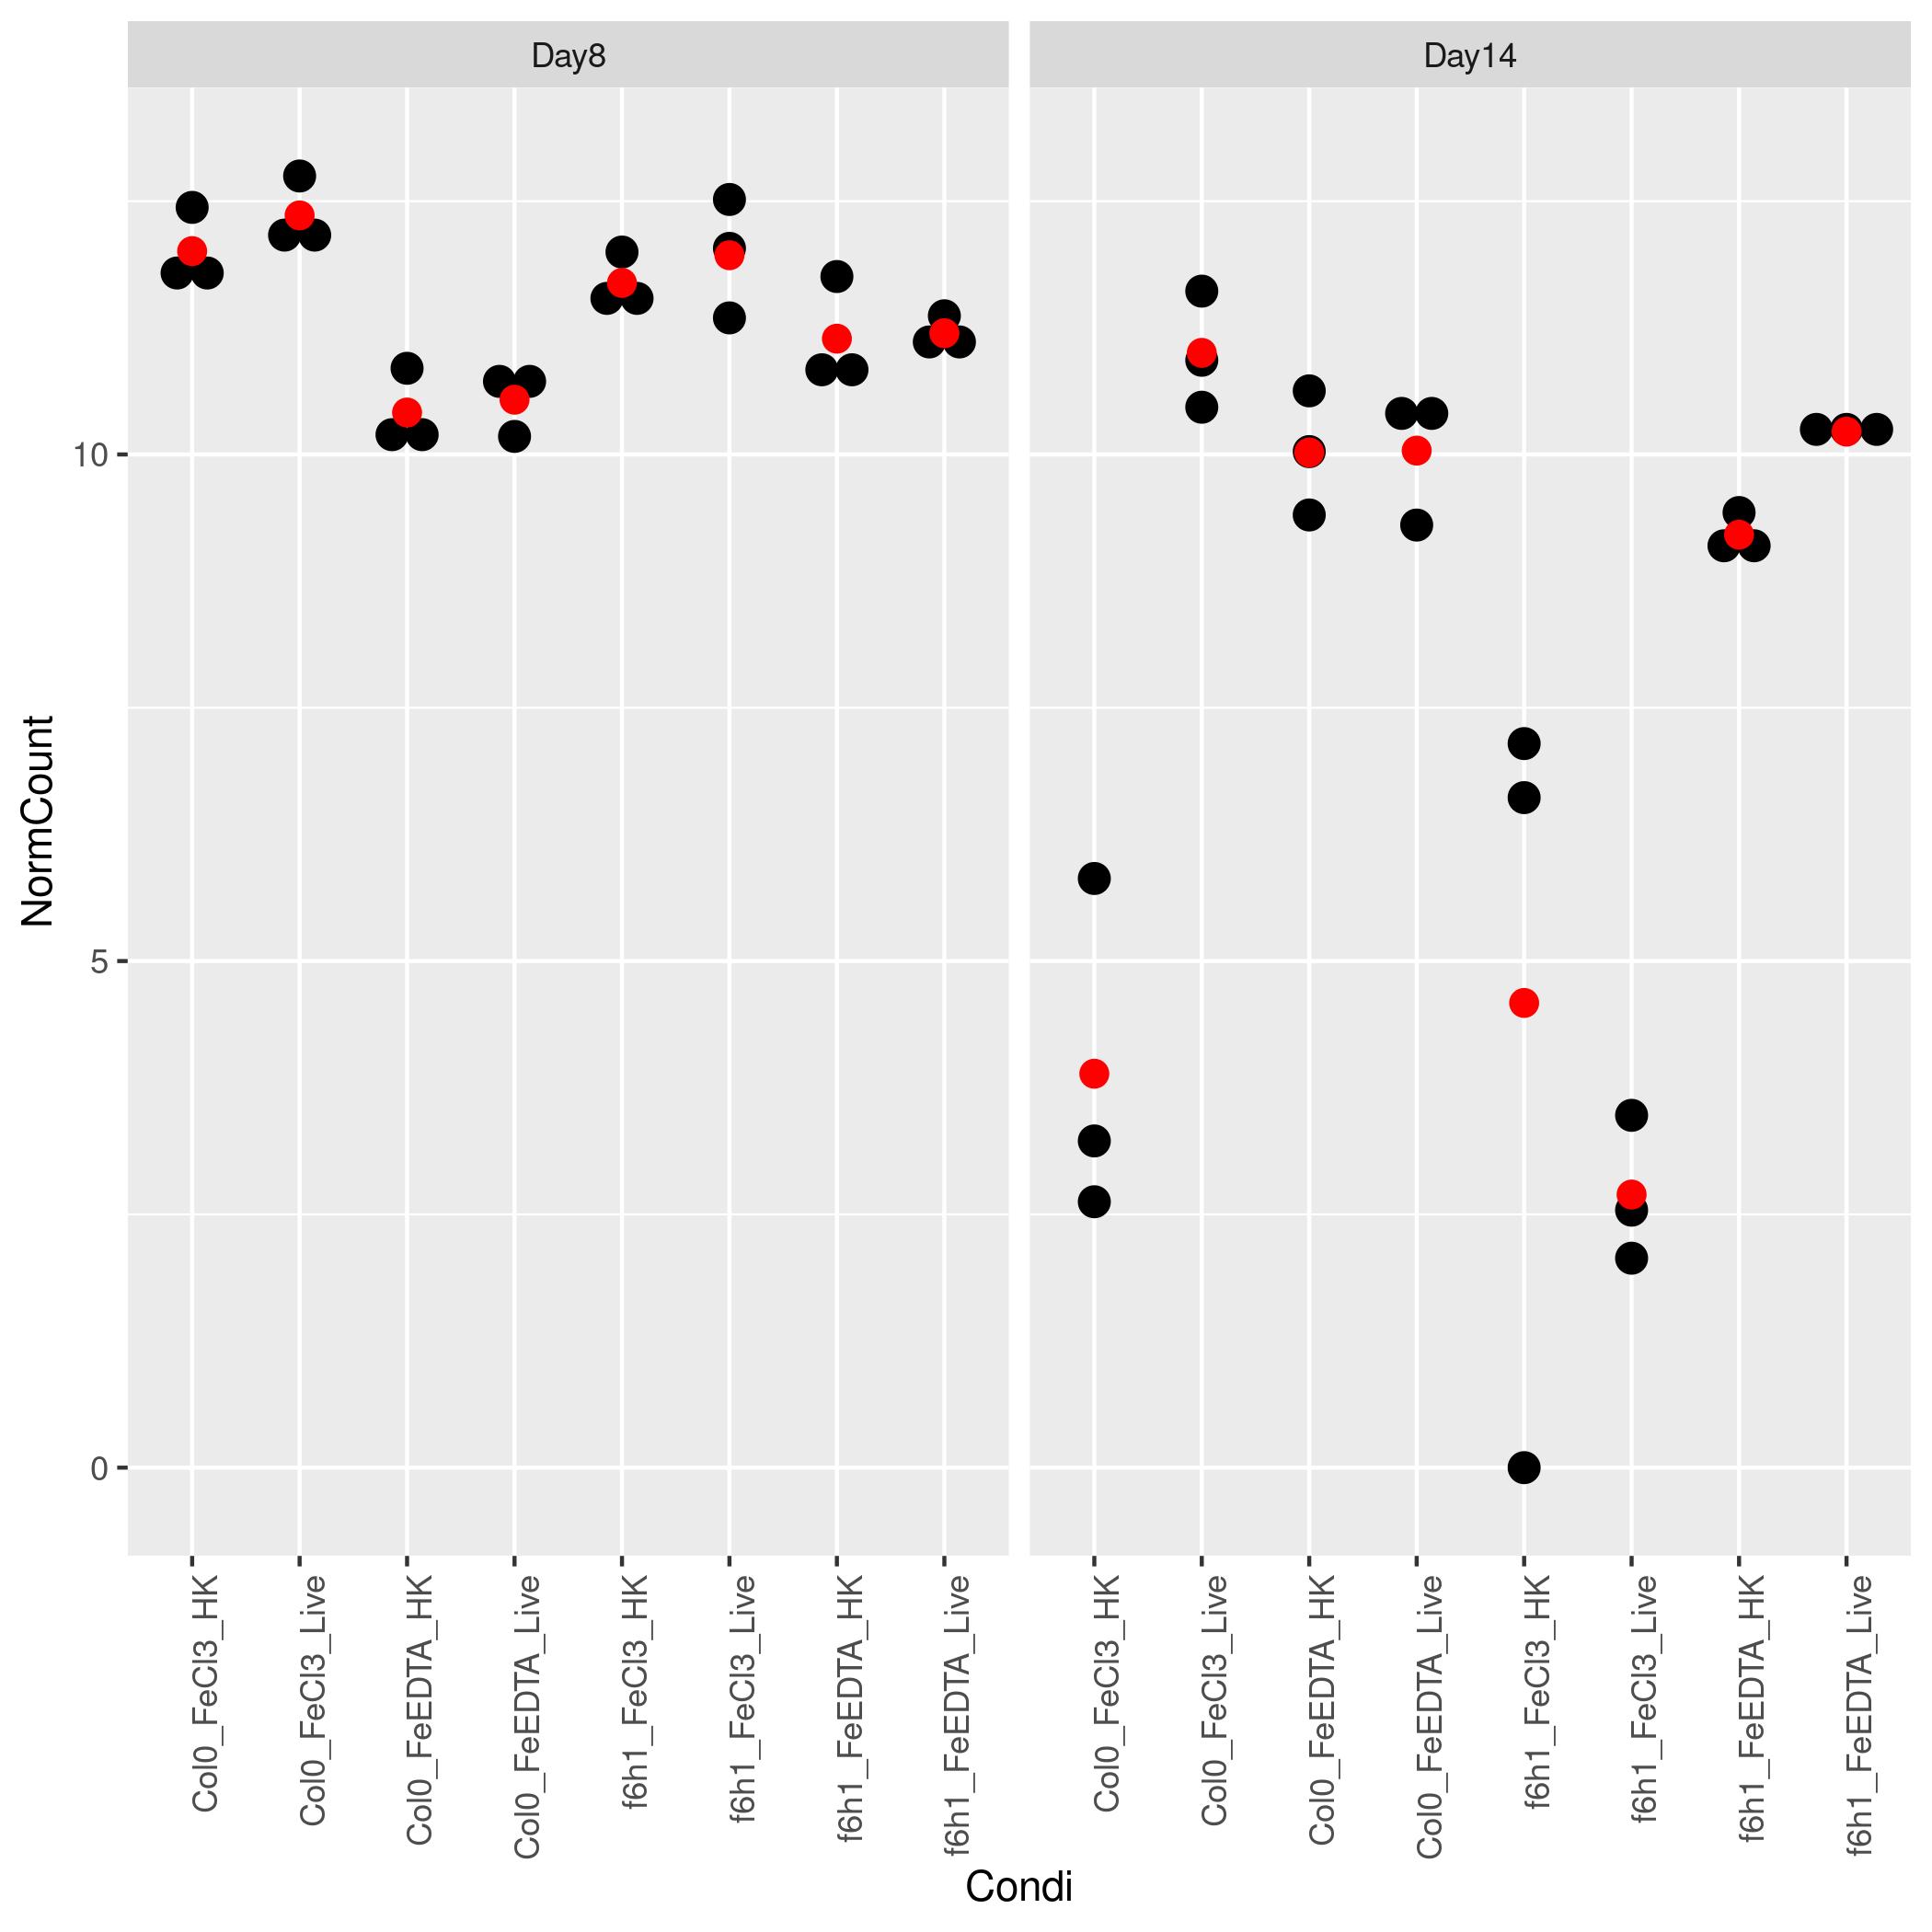 Day8
Day14
NormCount
10
5
0
Col0_FeCl3_HK
Col0_FeCl3_Live
Col0_FeEDTA_HK
Col0_FeEDTA_Live
f6h1_FeCl3_HK
f6h1_FeCl3_Live
f6h1_FeEDTA_HK
f6h1_FeEDTA_Live
Col0_FeCl3_HK
Col0_FeCl3_Live
Col0_FeEDTA_HK
Col0_FeEDTA_Live
f6h1_FeCl3_HK
f6h1_FeCl3_Live
f6h1_FeEDTA_HK
f6h1_FeEDTA_Live
Condi